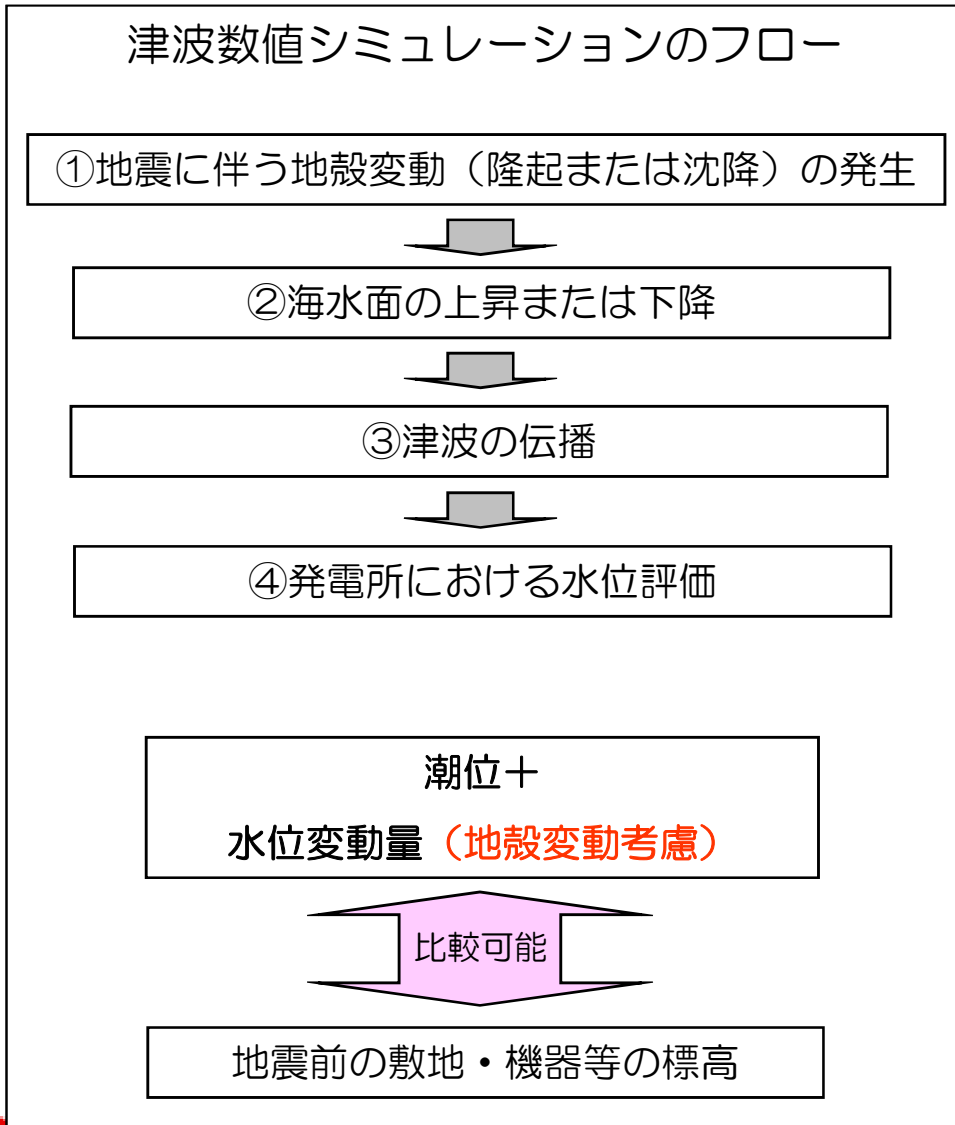 津波数値シミュレーションのフロー
①地震に伴う地殻変動（隆起または沈降）の発生
②海水面の上昇または下降
③津波の伝播
④発電所における水位評価
潮位＋
水位変動量（地殻変動考慮）
比較可能
地震前の敷地・機器等の標高